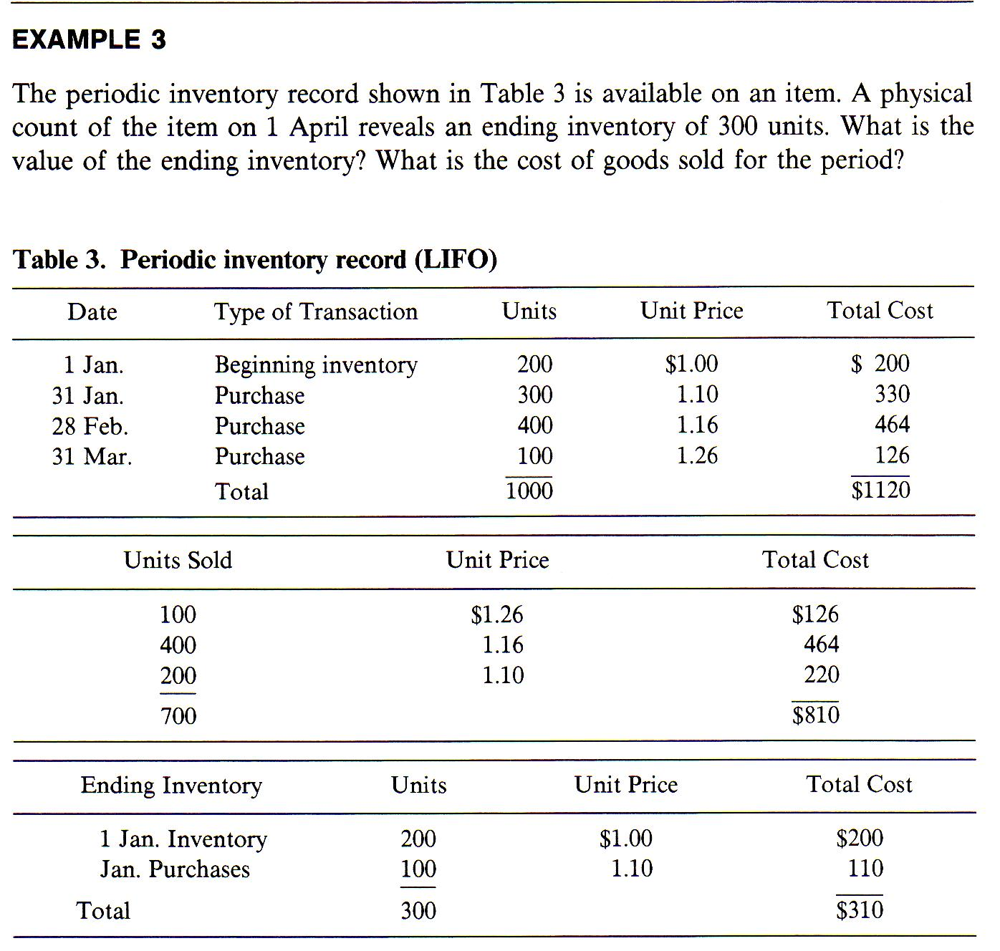 EXAMPLE 3
The periodic inventory record shown in Table 3 is available on an item. A physical
count of the item on 1 April reveals an ending inventory of 300 units. What is the
value of the ending inventory? What is the cost of goods sold for the period?
Table 3. Periodic inventory record (LIFO)
Date Type of Transaction Units Unit Price Total Cost
1 Jan. Beginning inventory 200 $1.00 $ 200
31 Jan. Purchase 300 1.10 330
28 Feb. Purchase 400 1.16 464
31 Mar. Purchase 100 1.26 126
Total 1000 $1120
Units Sold Unit Price Total Cost
100 $1.26 $126
400 1.16 464
200 1.10 220
700 $810
Ending Inventory Units Unit Price Total Cost
1 Jan. Inventory 200 $1.00 $200
Jan. Purchases 100 1.10 110
Total 300 $310